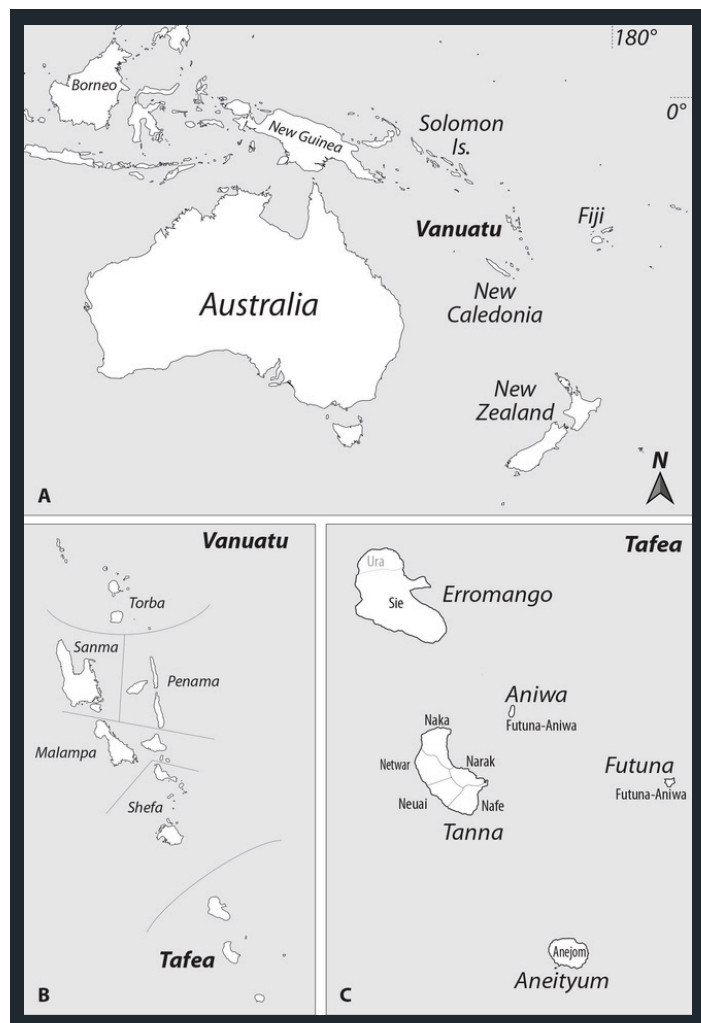 180°
Borneo
0°
New Guinea
Solomon
Is.
Vanuatu
Fiji
Australia
New
Caledonia
New
Zealand
N
A
Vanuatu
Torba
Sanma
Penama
Malampa
Shefa
Tafea
B
Tafea
Ura
Sie
Erromango
Aniwa
Futuna-Aniwa
Naka
Netwar
Narak
Futuna
Futuna-Aniwa
Neuai
Nafe
Tanna
Anejom
Aneityum
C